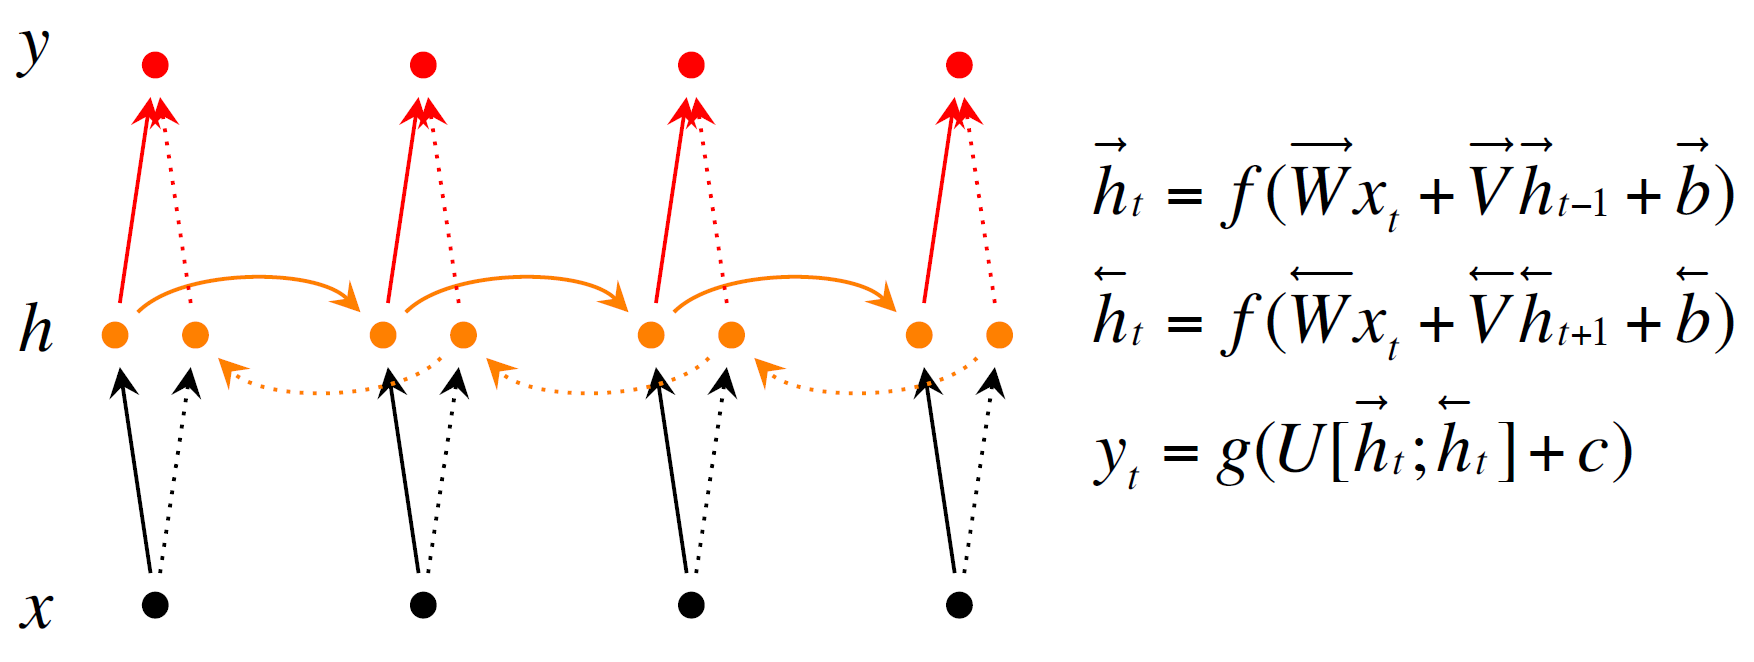 y
h
x
$\overrightarrow{h}_t = f(\overrightarrow{W}x_t + \overrightarrow{V}\overrightarrow{h}_{t-1} + \overrightarrow{b})$
$\overleftarrow{h}_t = f(\overleftarrow{W}x_t + \overleftarrow{V}\overleftarrow{h}_{t+1} + \overleftarrow{b})$
$y_t = g(U[\overrightarrow{h}_t;\overleftarrow{h}_t] + c)$